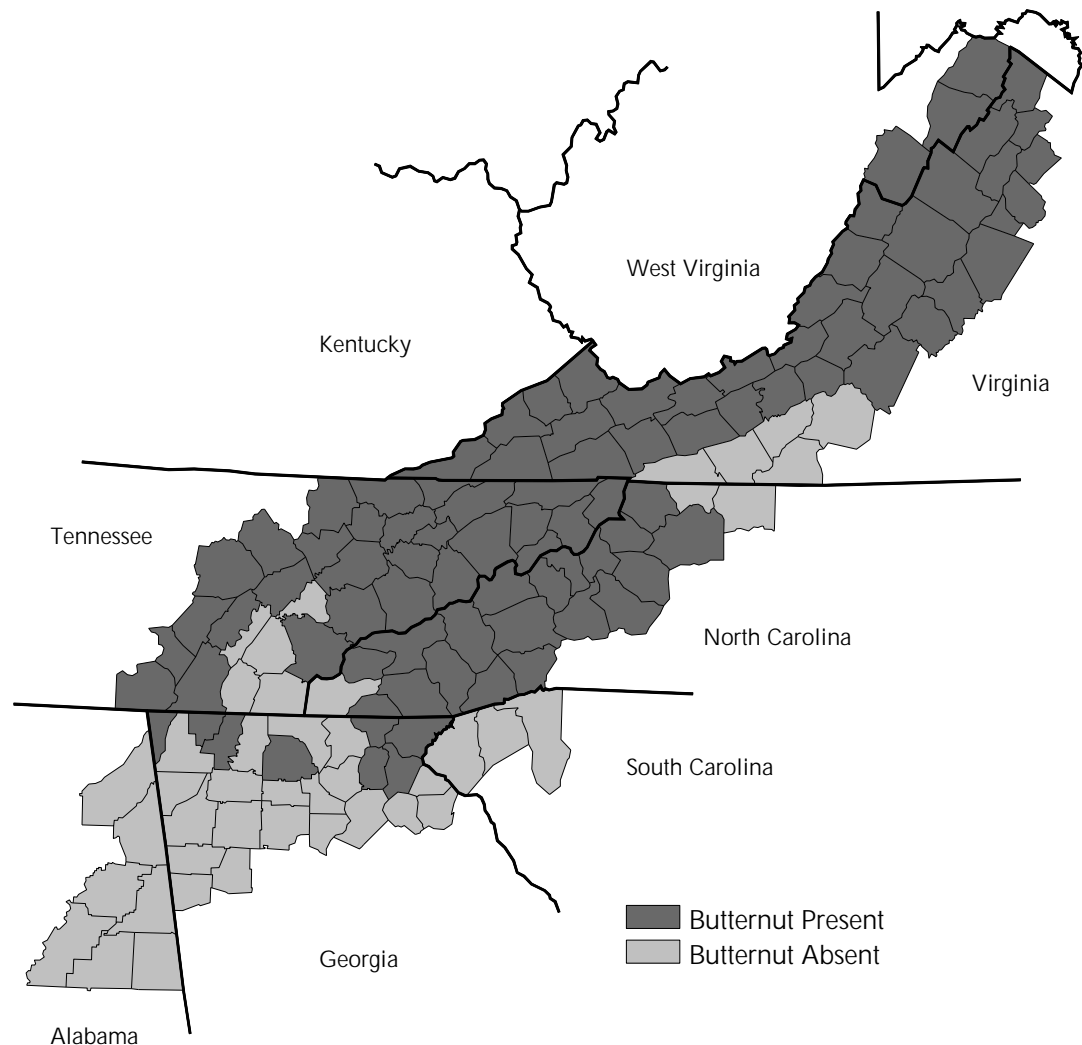 West Virginia
Kentucky
Virginia
Tennessee
North Carolina
South Carolina
Butternut Present
Butternut Absent
Georgia
Alabama